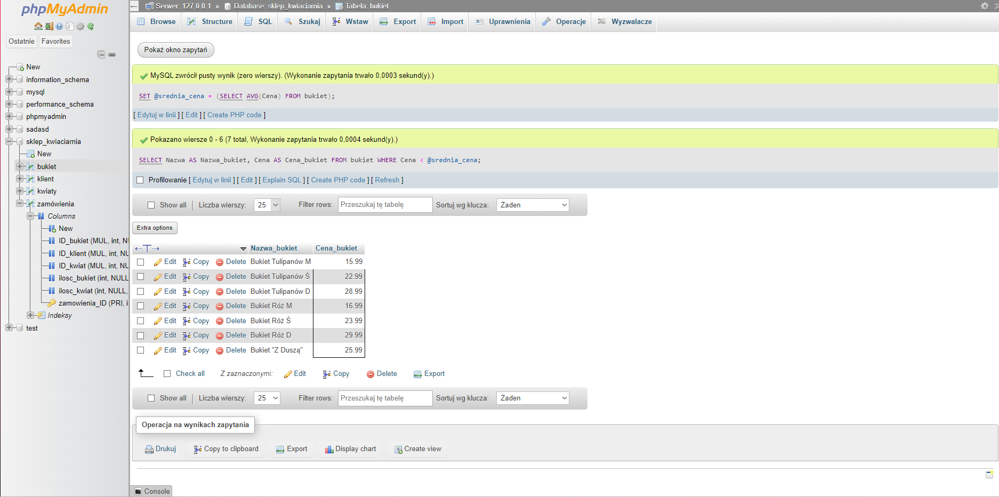 phpMyAdmin
Ostatnie Favorites
New
information_schema
mysql
performance_schema
phpmyadmin
sadasd
sklep_kwiaciarnia
New
bukiet
klient
kwiaty
zamówienia
Columns
New
ID_bukiet (MUL, int, NU
ID_klient (MUL, int, NU
ID_kwiat (MUL, int, NU
ilosc_bukiet (int, NULL
ilosc_kwiat (int, NULL,
zamowienia_ID (PRI, i
Indeksy
test
Serwer: 127.0.0.1 » Database: sklep_kwiaciarnia » Tabela: bukiet
Browse Structure SQL Szukaj Wstaw Export Import Uprawnienia Operacje Wyzwalacze
Pokaż okno zapytań
MySQL zwrócił pusty wynik (zero wierszy). (Wykonanie zapytania trwało 0,0003 sekund(y).)
SET @srednia_cena = (SELECT AVG(Cena) FROM bukiet);
[ Edytuj w linii ] [ Edit ] [ Create PHP code ]
Pokazano wiersze 0 - 6 (7 total, Wykonanie zapytania trwało 0,0004 sekund(y).)
SELECT Nazwa AS Nazwa_bukiet, Cena AS Cena_bukiet FROM bukiet WHERE Cena < @srednia_cena;
Profilowanie [ Edytuj w linii ] [ Edit ] [ Explain SQL ] [ Create PHP code ] [ Refresh ]
Show all | Liczba wierszy: 25 Filter rows: Przeszukaj tę tabelę Sortuj wg klucza: Żaden
Extra options
←T→ Nazwa_bukiet Cena_bukiet
Edit Copy Delete Bukiet Tulipanów M 15.99
Edit Copy Delete Bukiet Tulipanów Ś 22.99
Edit Copy Delete Bukiet Tulipanów D 28.99
Edit Copy Delete Bukiet Róż M 16.99
Edit Copy Delete Bukiet Róż Ś 23.99
Edit Copy Delete Bukiet Róż D 29.99
Edit Copy Delete Bukiet "Z Duszą" 25.99
Check all Z zaznaczonymi: Edit Copy Delete Export
Show all | Liczba wierszy: 25 Filter rows: Przeszukaj tę tabelę Sortuj wg klucza: Żaden
Operacja na wynikach zapytania
Drukuj Copy to clipboard Export Display chart Create view
Console